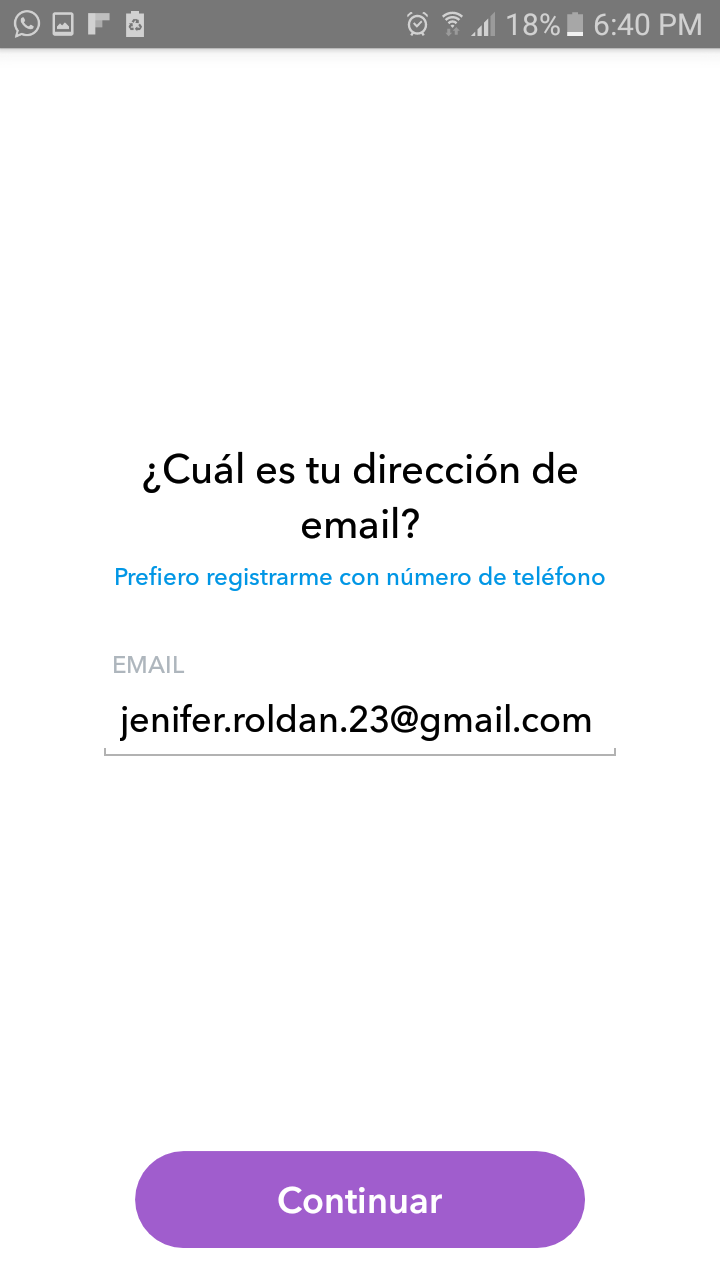 18% 6:40 PM
¿Cuál es tu dirección de
email?
Prefiero registrarme con número de teléfono
EMAIL
jenifer.roldan.23@gmail.com
Continuar